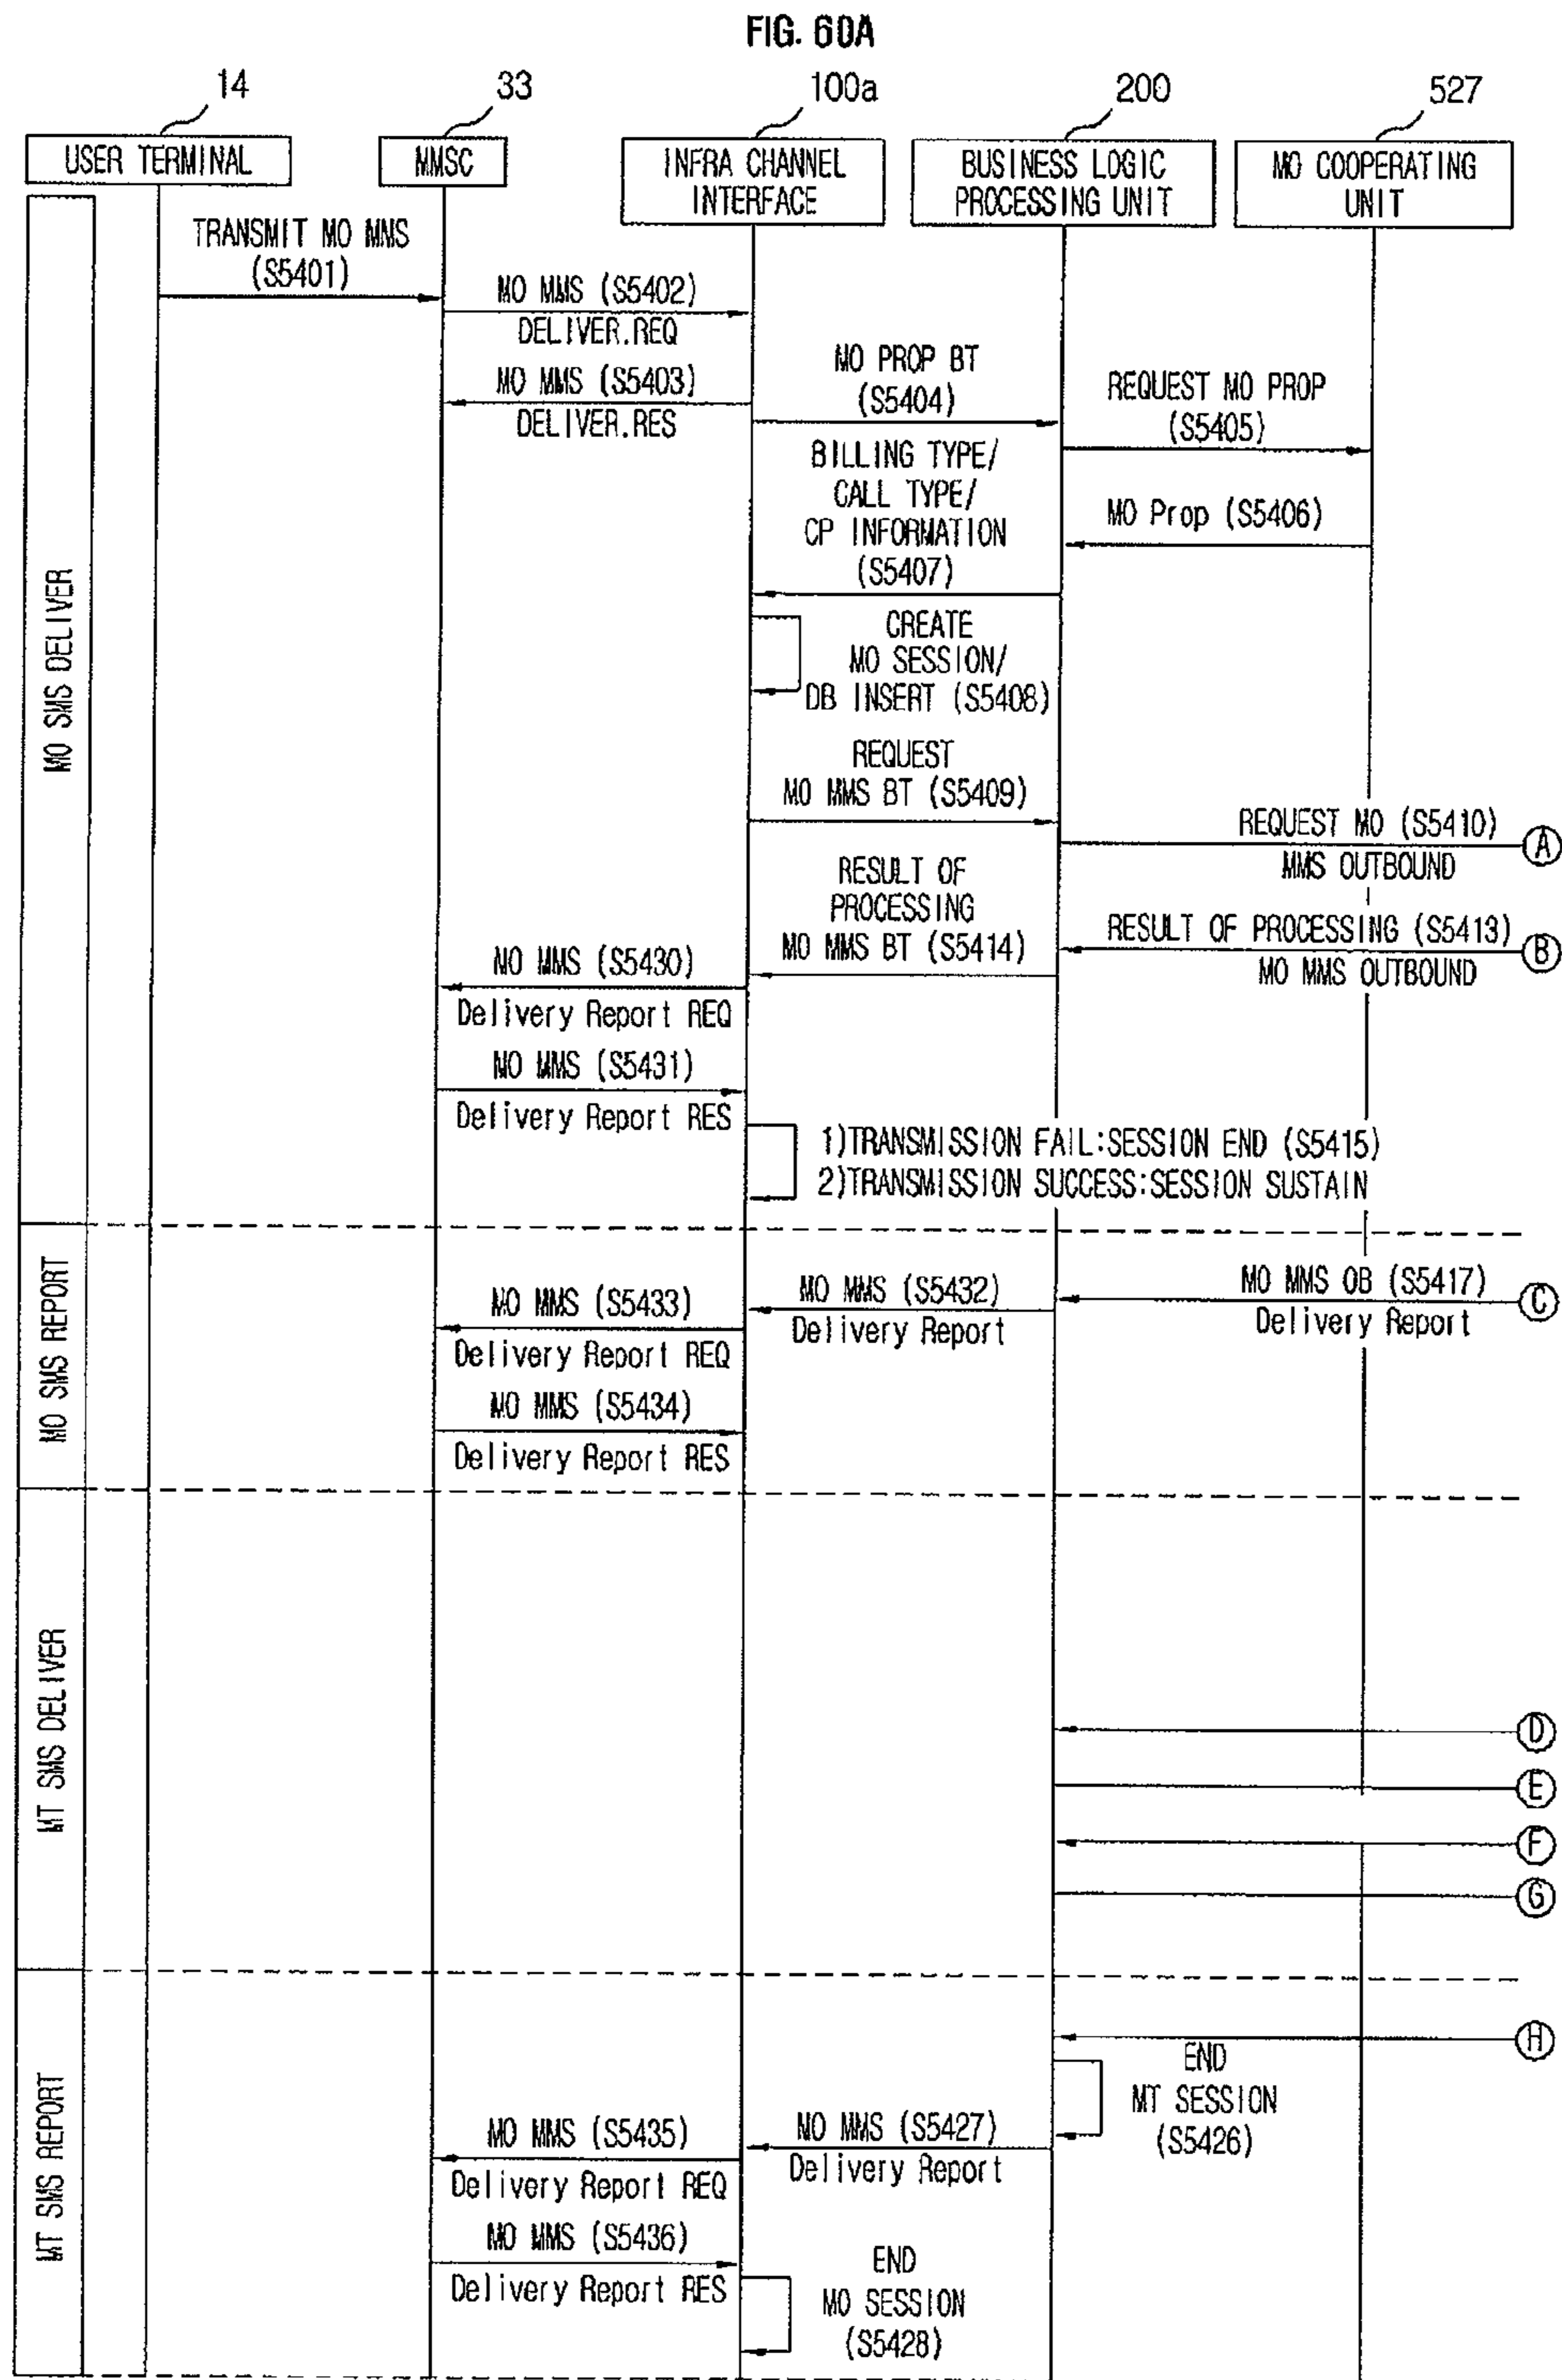 FIG. 60A
14
33
100a
200
527
USER TERMINAL
MMSC
INFRA CHANNEL
INTERFACE
BUSINESS LOGIC
PROCESSING UNIT
MO COOPERATING
UNIT
MO SMS DELIVER
TRANSMIT MO MMS
(S5401)
MO MMS (S5402)
DELIVER.REQ
MO MMS (S5403)
DELIVER.RES
MO PROP BT
(S5404)
REQUEST MO PROP
(S5405)
MO Prop (S5406)
BILLING TYPE/
CALL TYPE/
CP INFORMATION
(S5407)
CREATE
MO SESSION/
DB INSERT (S5408)
REQUEST
MO MMS BT (S5409)
REQUEST MO (S5410)
MMS OUTBOUND
A
RESULT OF PROCESSING (S5413)
MO MMS OUTBOUND
B
RESULT OF
PROCESSING
MO MMS BT (S5414)
MO MMS (S5430)
Delivery Report REQ
MO MMS (S5431)
Delivery Report RES
1)TRANSMISSION FAIL:SESSION END (S5415)
2)TRANSMISSION SUCCESS:SESSION SUSTAIN
MO SMS REPORT
MO MMS OB (S5417)
Delivery Report
C
MO MMS (S5432)
Delivery Report
MO MMS (S5433)
Delivery Report REQ
MO MMS (S5434)
Delivery Report RES
MT SMS DELIVER
D
E
F
G
MT SMS REPORT
H
END
MT SESSION
(S5426)
MO MMS (S5427)
Delivery Report
MO MMS (S5435)
Delivery Report REQ
MO MMS (S5436)
Delivery Report RES
END
MO SESSION
(S5428)